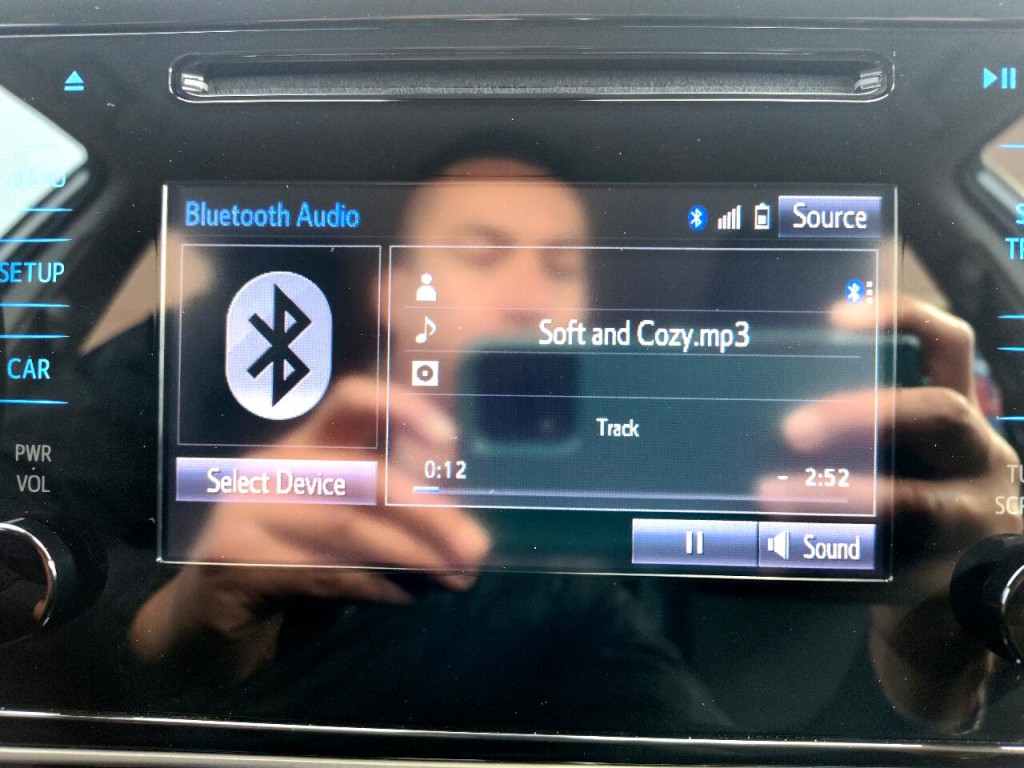 Bluetooth Audio
Source
SETUP
Soft and Cozy.mp3
CAR
Track
PWR
VOL
0:12
- 2:52
Select Device
Sound